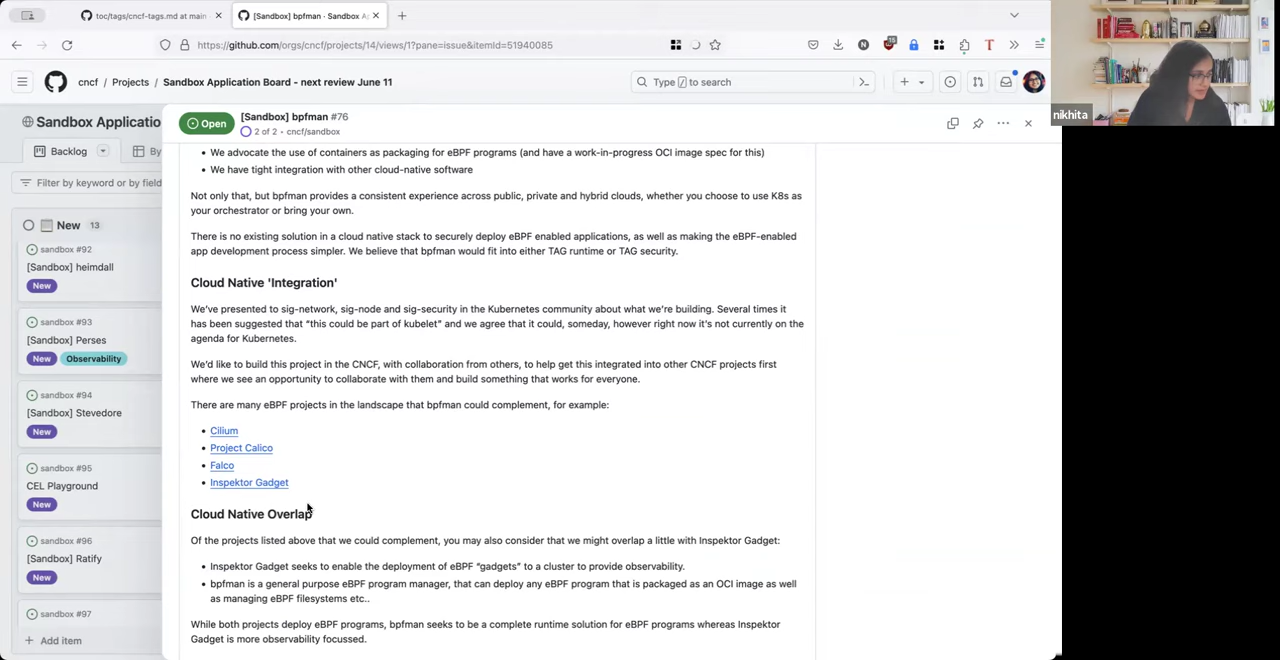 toc/tags/cncf-tags.md at main
[Sandbox] bpfman · Sandbox A
https://github.com/orgs/cncf/projects/14/views/1?pane=issue&itemId=51940085
15
cncf / Projects / Sandbox Application Board - next review June 11
Type / to search
nikhita
Sandbox Applicatio
Backlog
By
Filter by keyword or by field
New 13
sandbox #92
[Sandbox] heimdall
New
sandbox #93
[Sandbox] Perses
New Observability
sandbox #94
[Sandbox] Stevedore
New
sandbox #95
CEL Playground
New
sandbox #96
[Sandbox] Ratify
New
sandbox #97
+ Add item
Open
[Sandbox] bpfman #76
2 of 2 · cncf/sandbox
• We advocate the use of containers as packaging for eBPF programs (and have a work-in-progress OCI image spec for this)
• We have tight integration with other cloud-native software
Not only that, but bpfman provides a consistent experience across public, private and hybrid clouds, whether you choose to use K8s as
your orchestrator or bring your own.
There is no existing solution in a cloud native stack to securely deploy eBPF enabled applications, as well as making the eBPF-enabled
app development process simpler. We believe that bpfman would fit into either TAG runtime or TAG security.
Cloud Native 'Integration'
We've presented to sig-network, sig-node and sig-security in the Kubernetes community about what we're building. Several times it
has been suggested that "this could be part of kubelet" and we agree that it could, someday, however right now it's not currently on the
agenda for Kubernetes.
We'd like to build this project in the CNCF, with collaboration from others, to help get this integrated into other CNCF projects first
where we see an opportunity to collaborate with them and build something that works for everyone.
There are many eBPF projects in the landscape that bpfman could complement, for example:
• Cilium
• Project Calico
• Falco
• Inspektor Gadget
Cloud Native Overlap
Of the projects listed above that we could complement, you may also consider that we might overlap a little with Inspektor Gadget:
• Inspektor Gadget seeks to enable the deployment of eBPF "gadgets" to a cluster to provide observability.
• bpfman is a general purpose eBPF program manager, that can deploy any eBPF program that is packaged as an OCI image as well
as managing eBPF filesystems etc..
While both projects deploy eBPF programs, bpfman seeks to be a complete runtime solution for eBPF programs whereas Inspektor
Gadget is more observability focussed.